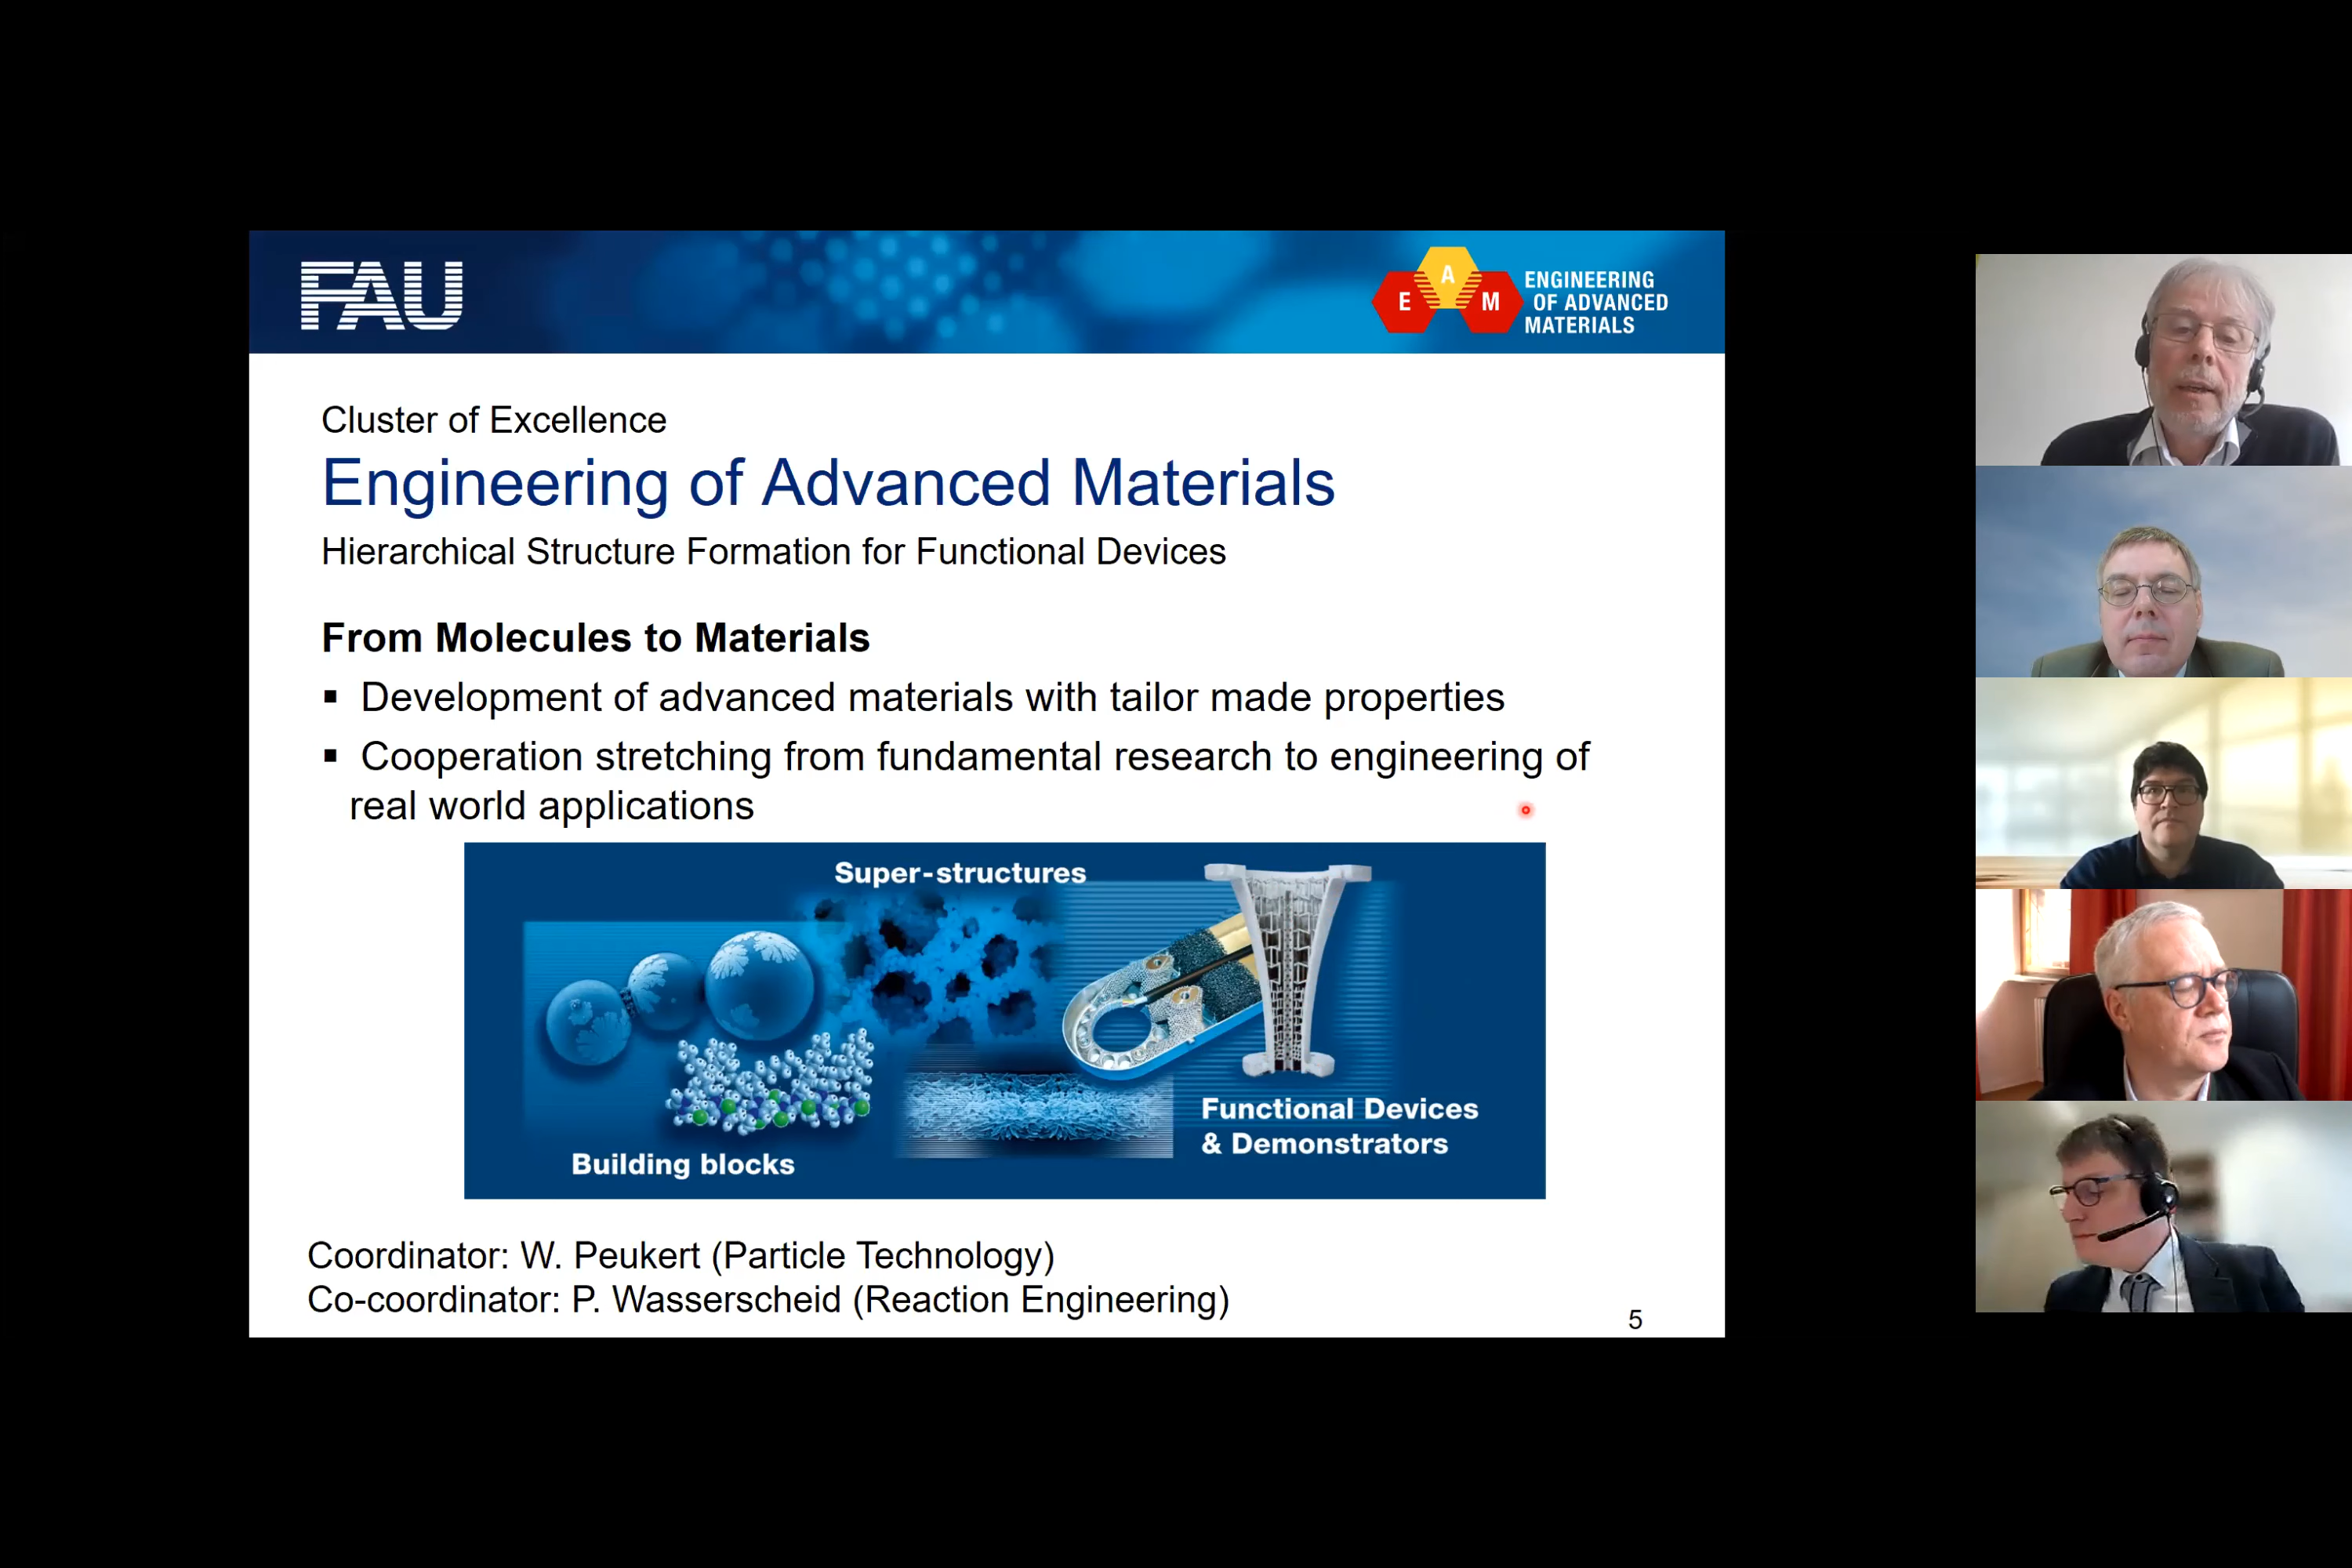 FAU
E A M
ENGINEERING
OF ADVANCED
MATERIALS
Cluster of Excellence
Engineering of Advanced Materials
Hierarchical Structure Formation for Functional Devices
From Molecules to Materials
▪ Development of advanced materials with tailor made properties
▪ Cooperation stretching from fundamental research to engineering of
real world applications
Super-structures
Building blocks
Functional Devices
& Demonstrators
Coordinator: W. Peukert (Particle Technology)
Co-coordinator: P. Wasserscheid (Reaction Engineering)
5